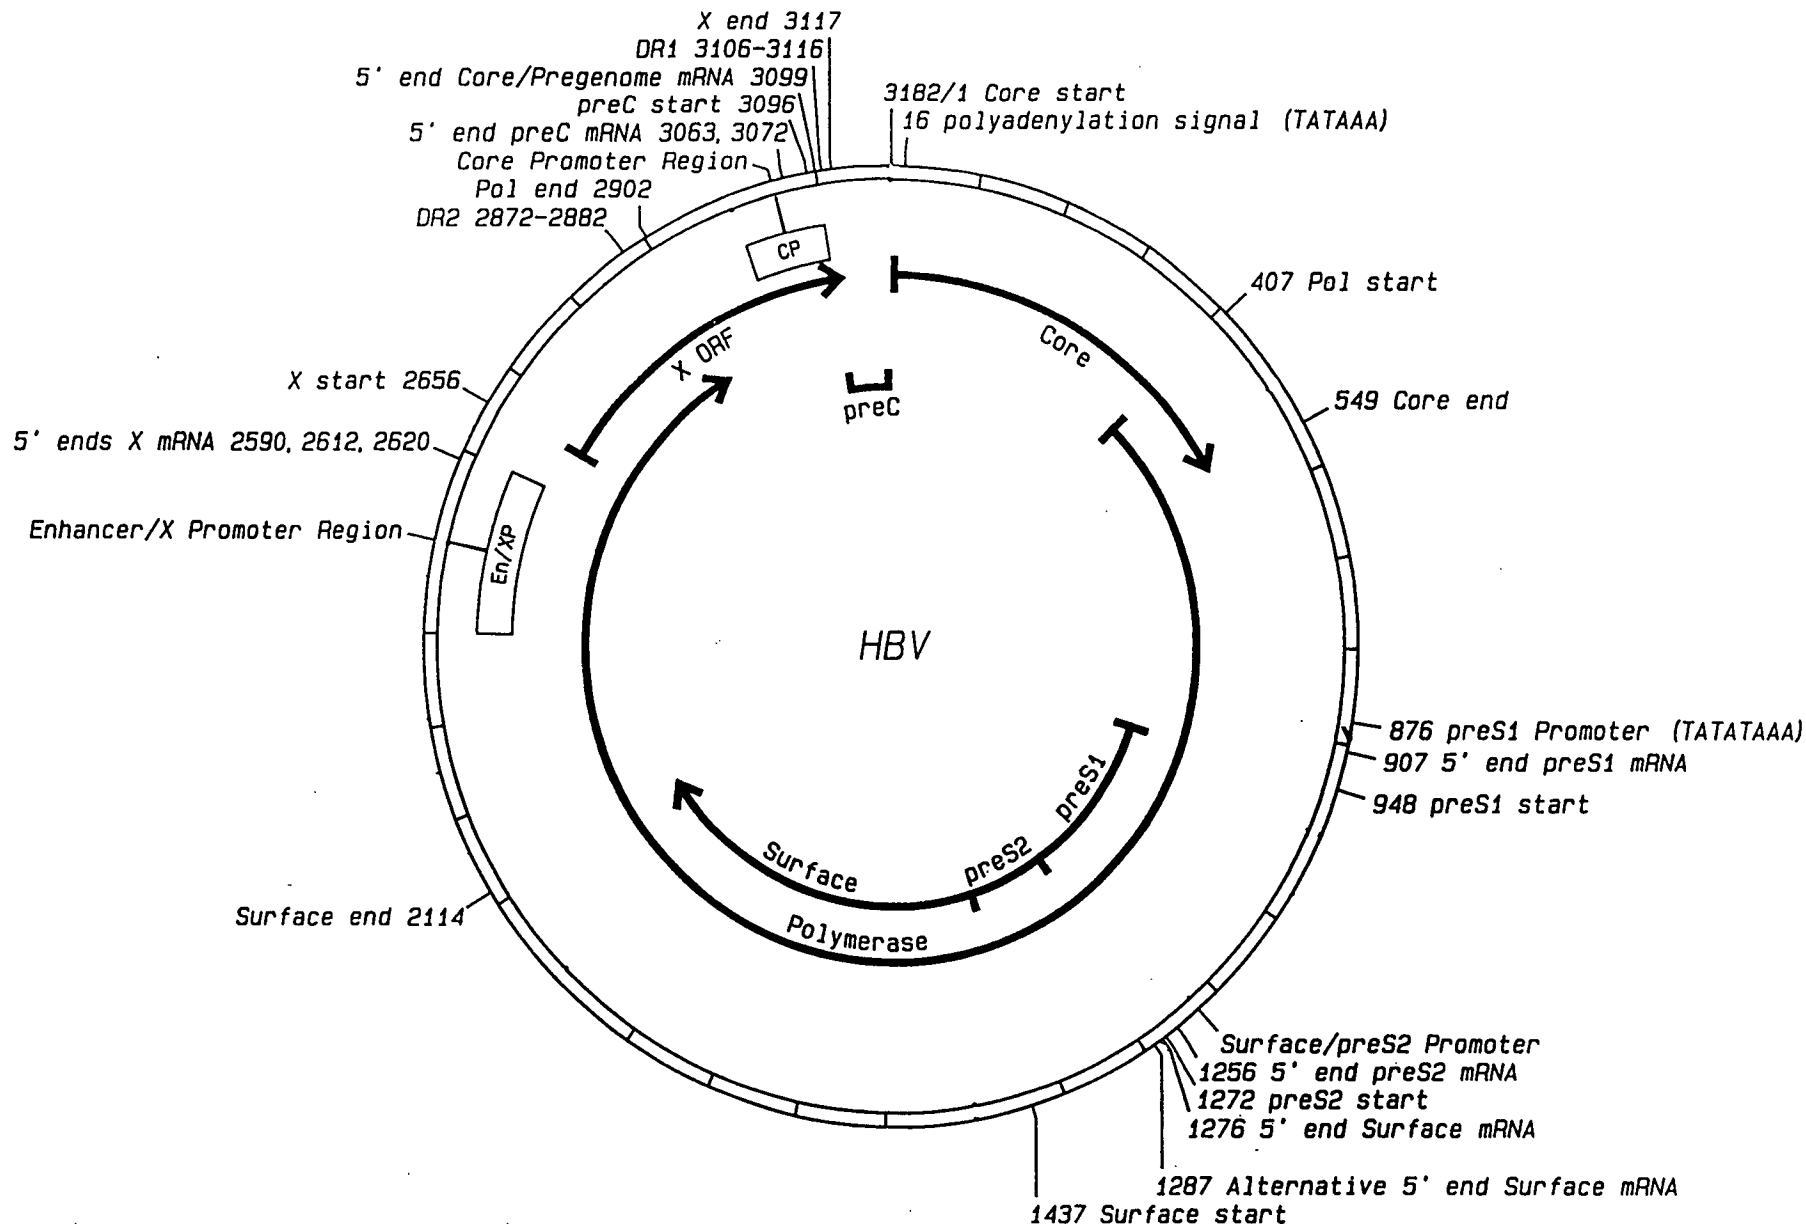 X end 3117
DR1 3106-3116
5' end Core/Pregenome mRNA 3099
preC start 3096
5' end preC mRNA 3063, 3072
Core Promoter Region
Pol end 2902
DR2 2872-2882
3182/1 Core start
16 polyadenylation signal (TATAAA)
CP
407 Pol start
Core
X ORF
X start 2656
preC
549 Core end
5' ends X mRNA 2590, 2612, 2620
Enhancer/X Promoter Region
En/XP
HBV
876 preS1 Promoter (TATATAAA)
907 5' end preS1 mRNA
948 preS1 start
preS1
preS2
Surface
Polymerase
Surface end 2114
Surface/preS2 Promoter
1256 5' end preS2 mRNA
1272 preS2 start
1276 5' end Surface mRNA
1287 Alternative 5' end Surface mRNA
1437 Surface start